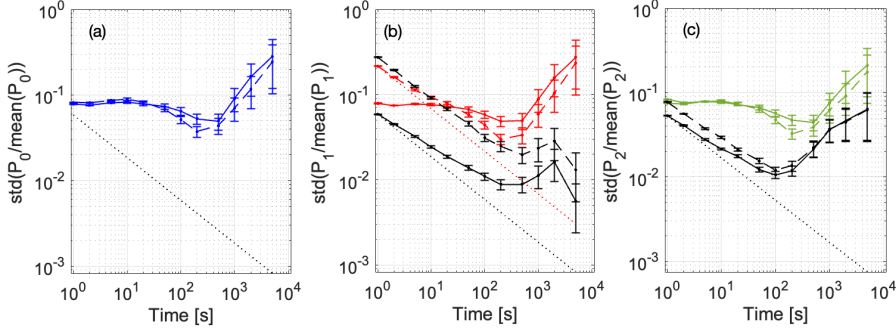 (a)
10^0
10^-1
10^-2
10^-3
std(P_0/mean(P_0))
10^0 10^1 10^2 10^3 10^4
Time [s]
(b)
10^0
10^-1
10^-2
10^-3
std(P_1/mean(P_1))
10^0 10^1 10^2 10^3 10^4
Time [s]
(c)
10^0
10^-1
10^-2
10^-3
std(P_2/mean(P_2))
10^0 10^1 10^2 10^3 10^4
Time [s]